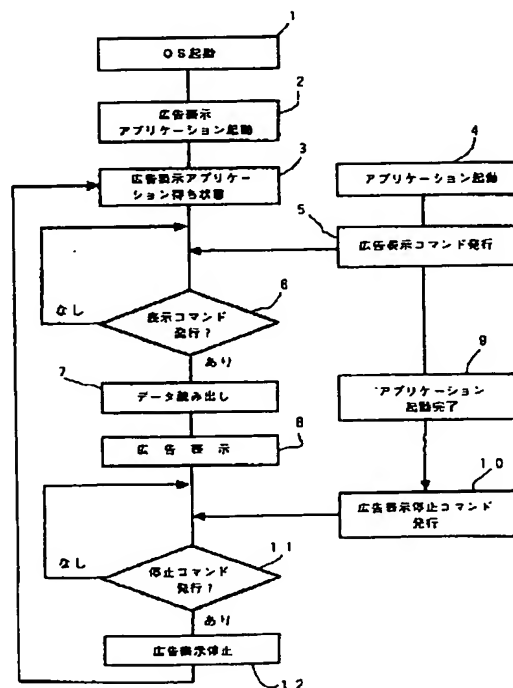 1
OS起動
2
広告表示
アプリケーション起動
3
広告表示アプリケー
ション待ち状態
4
アプリケーション起動
5
広告表示コマンド発行
6
表示コマンド
発行?
なし
あり
7
データ読み出し
8
広告表示
9
アプリケーション
起動完了
10
広告表示停止コマンド
発行
11
停止コマンド
発行?
なし
あり
広告表示停止
12